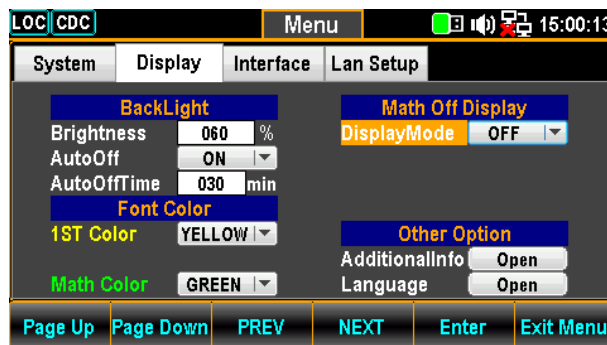 LOC CDC Menu 15:00:13
System Display Interface Lan Setup
BackLight
Brightness 060 %
AutoOff ON
AutoOffTime 030 min
Font Color
1ST Color YELLOW
Math Color GREEN
Math Off Display
DisplayMode OFF
Other Option
AdditionalInfo Open
Language Open
Page Up Page Down PREV NEXT Enter Exit Menu